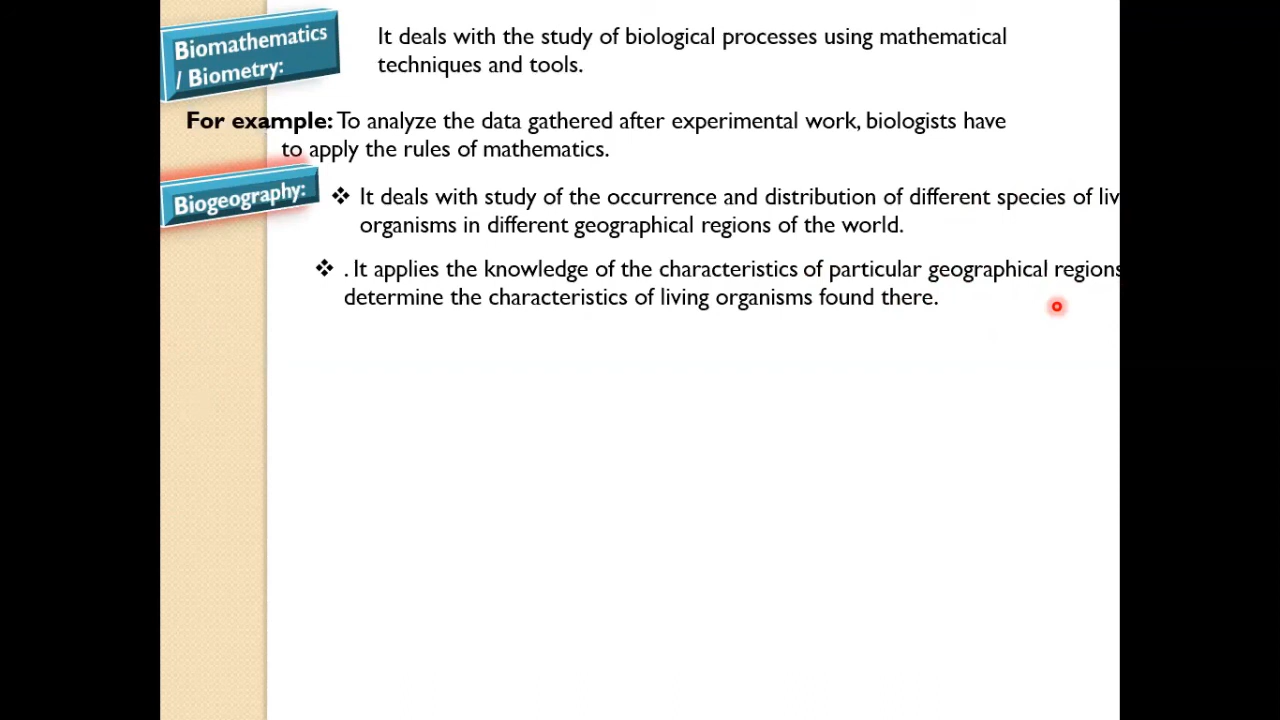 Biomathematics
/ Biometry:
It deals with the study of biological processes using mathematical
techniques and tools.
For example: To analyze the data gathered after experimental work, biologists have
to apply the rules of mathematics.
Biogeography:
❖ It deals with study of the occurrence and distribution of different species of liv
organisms in different geographical regions of the world.
❖ . It applies the knowledge of the characteristics of particular geographical regions
determine the characteristics of living organisms found there.